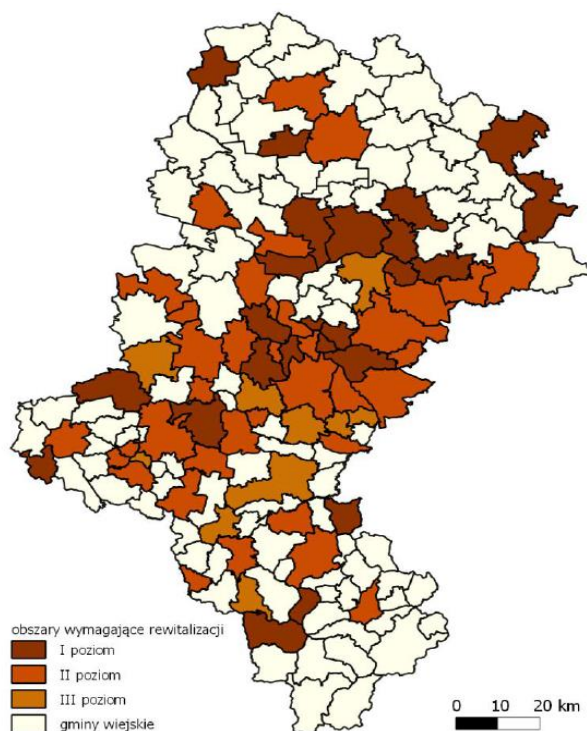 obszary wymagające rewitalizacji
I poziom
II poziom
III poziom
gminy wiejskie
0 10 20 km